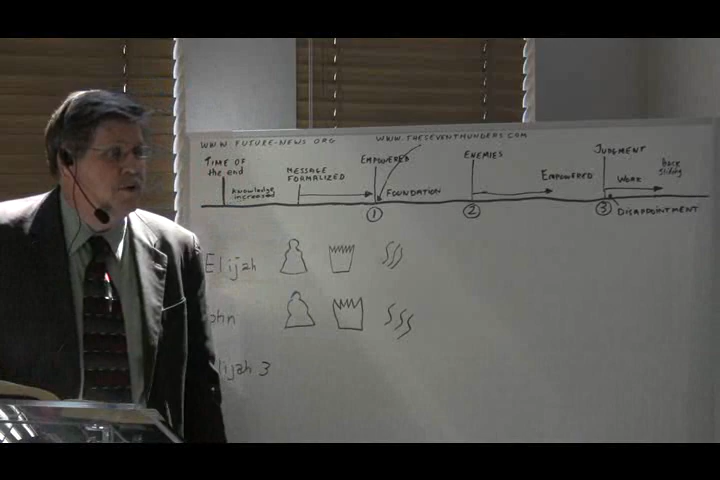 WWW FUTURE-NEWS ORG
WWW.THESEVENTHUNDERS.COM
TIME OF
the end
KNOWLEDGE
increased
MESSAGE
FORMALIZED
EMPOWERED
FOUNDATION
ENEMIES
EMPOWERED
JUDGMENT
WORK
Back
sliding
DISAPPOINTMENT
1
2
3
Elijah
ohn
lijah 3